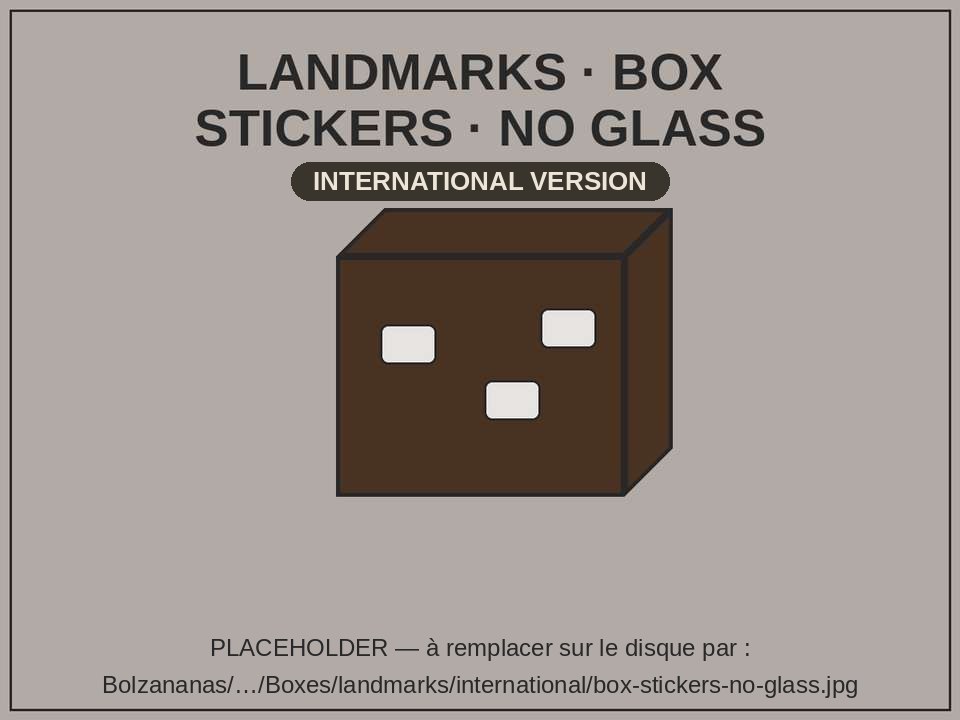 LANDMARKS · BOX
STICKERS · NO GLASS
INTERNATIONAL VERSION
PLACEHOLDER — à remplacer sur le disque par :
Bolzananas/…/Boxes/landmarks/international/box-stickers-no-glass.jpg